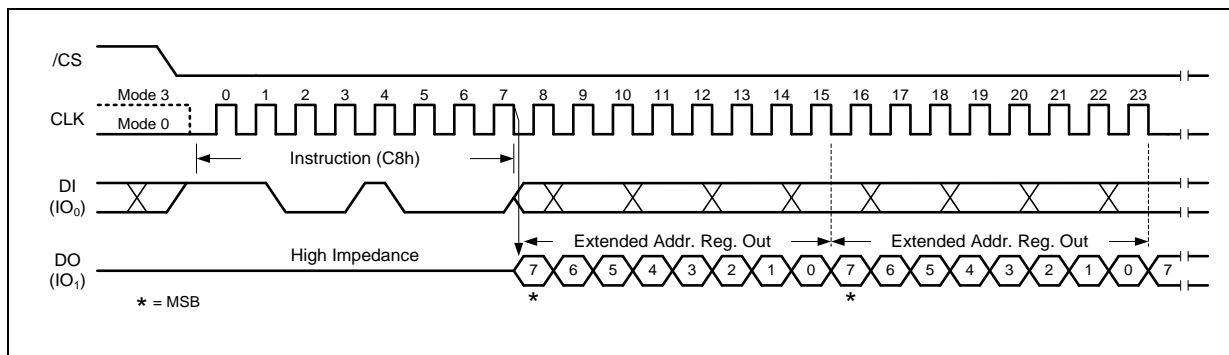 /CS
Mode 3
0 1 2 3 4 5 6 7 8 9 10 11 12 13 14 15 16 17 18 19 20 21 22 23
CLK
Mode 0
Instruction (C8h)
DI
(IO0)
Extended Addr. Reg. Out Extended Addr. Reg. Out
High Impedance
DO
(IO1)
7 6 5 4 3 2 1 0 7 6 5 4 3 2 1 0 7
* *
* = MSB